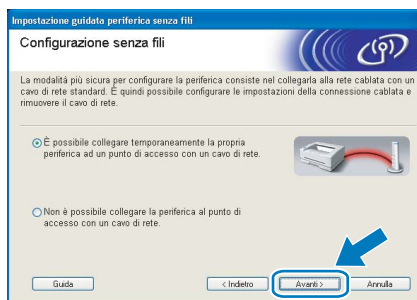 Impostazione guidata periferica senza fili
Configurazione senza fili
La modalità più sicura per configurare la periferica consiste nel collegarla alla rete cablata con un
cavo di rete standard. È quindi possibile configurare le impostazioni della connessione cablata e
rimuovere il cavo di rete.
È possibile collegare temporaneamente la propria
periferica ad un punto di accesso con un cavo di rete.
Non è possibile collegare la periferica al punto di
accesso con un cavo di rete.
Guida
< Indietro
Avanti >
Annulla